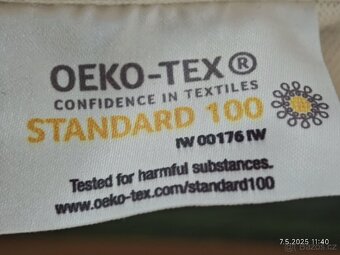 OEKO-TEX®
CONFIDENCE IN TEXTILES
STANDARD 100
IW 00176 IW
Tested for harmful substances.
www.oeko-tex.com/standard100
7.5.2025 11:40